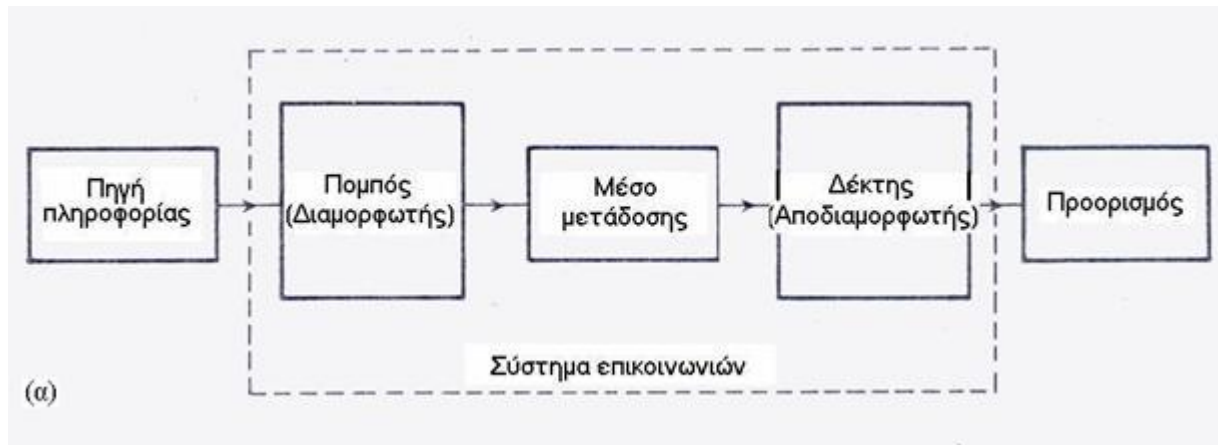 Πηγή
πληροφορίας
Πομπός
(Διαμορφωτής)
Μέσο
μετάδοσης
Δέκτης
(Αποδιαμορφωτής)
Προορισμός
Σύστημα επικοινωνιών
(α)